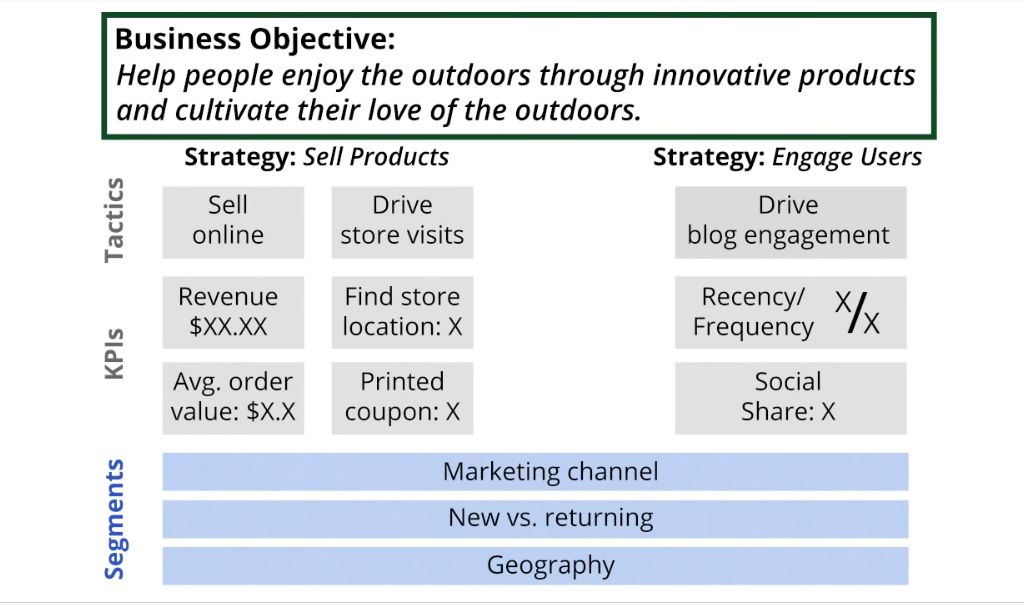 Business Objective:
Help people enjoy the outdoors through innovative products
and cultivate their love of the outdoors.
Strategy: Sell Products
Strategy: Engage Users
Tactics
Sell
online
Drive
store visits
Drive
blog engagement
KPIs
Revenue
$XX.XX
Find store
location: X
Recency/
Frequency
X/X
Avg. order
value: $X.X
Printed
coupon: X
Social
Share: X
Segments
Marketing channel
New vs. returning
Geography